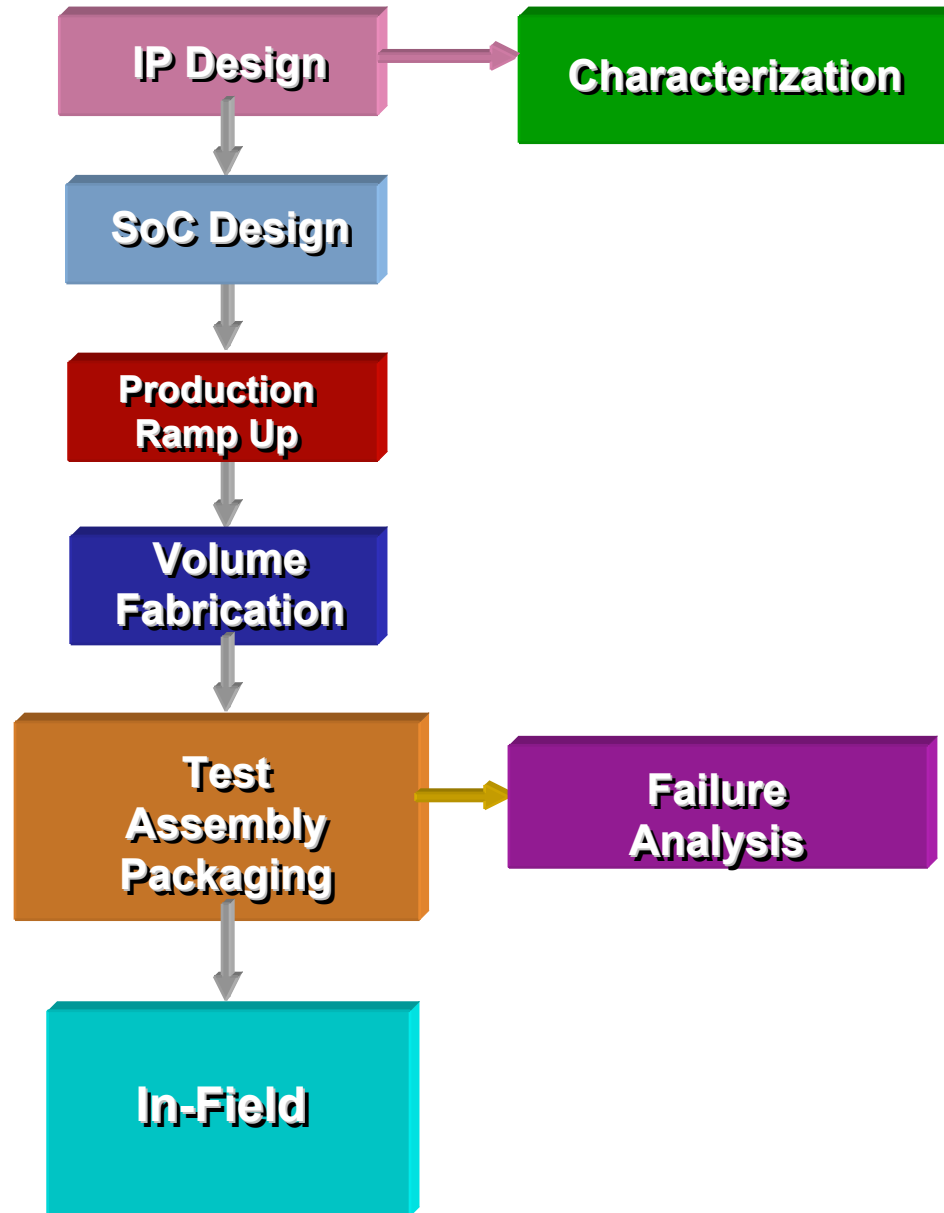 IP Design
Characterization
SoC Design
Production
Ramp Up
Volume
Fabrication
Test
Assembly
Packaging
Failure
Analysis
In-Field